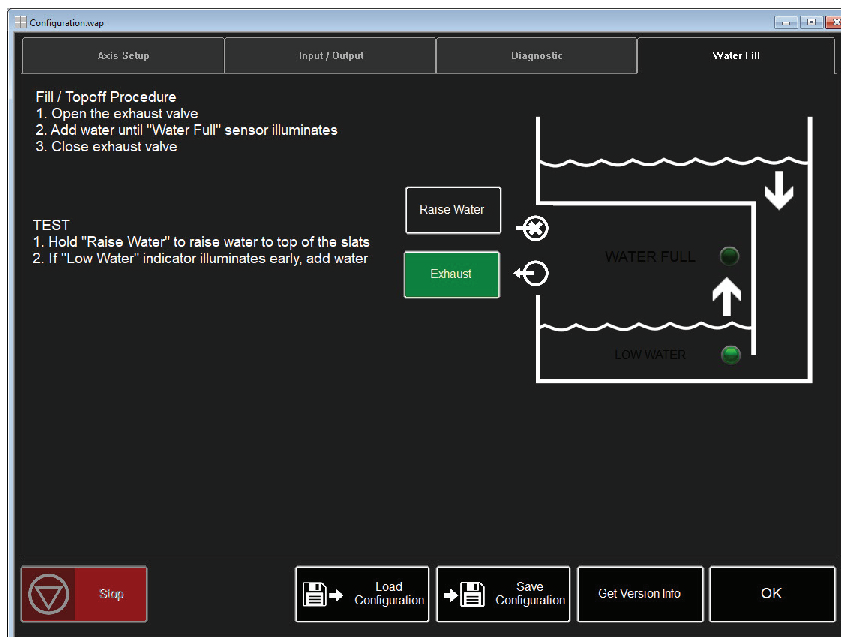 Configuration.wap
Axis Setup
Input / Output
Diagnostic
Water Fill
Fill / Topoff Procedure
1. Open the exhaust valve
2. Add water until "Water Full" sensor illuminates
3. Close exhaust valve
TEST
1. Hold "Raise Water" to raise water to top of the slats
2. If "Low Water" indicator illuminates early, add water
Raise Water
Exhaust
WATER FULL
LOW WATER
Stop
Load
Configuration
Save
Configuration
Get Version Info
OK